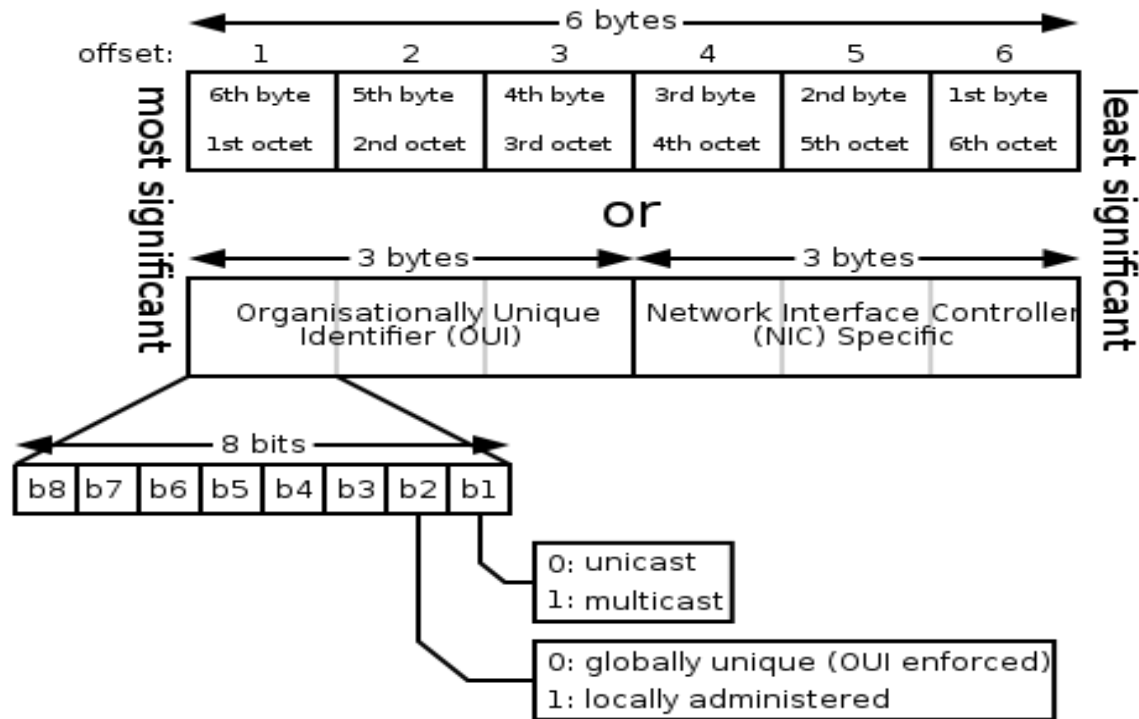 6 bytes
offset: 1 2 3 4 5 6
6th byte 5th byte 4th byte 3rd byte 2nd byte 1st byte
1st octet 2nd octet 3rd octet 4th octet 5th octet 6th octet
most significant
least significant
or
3 bytes 3 bytes
Organisationally Unique
Identifier (OUI)
Network Interface Controller
(NIC) Specific
8 bits
b8 b7 b6 b5 b4 b3 b2 b1
0: unicast
1: multicast
0: globally unique (OUI enforced)
1: locally administered